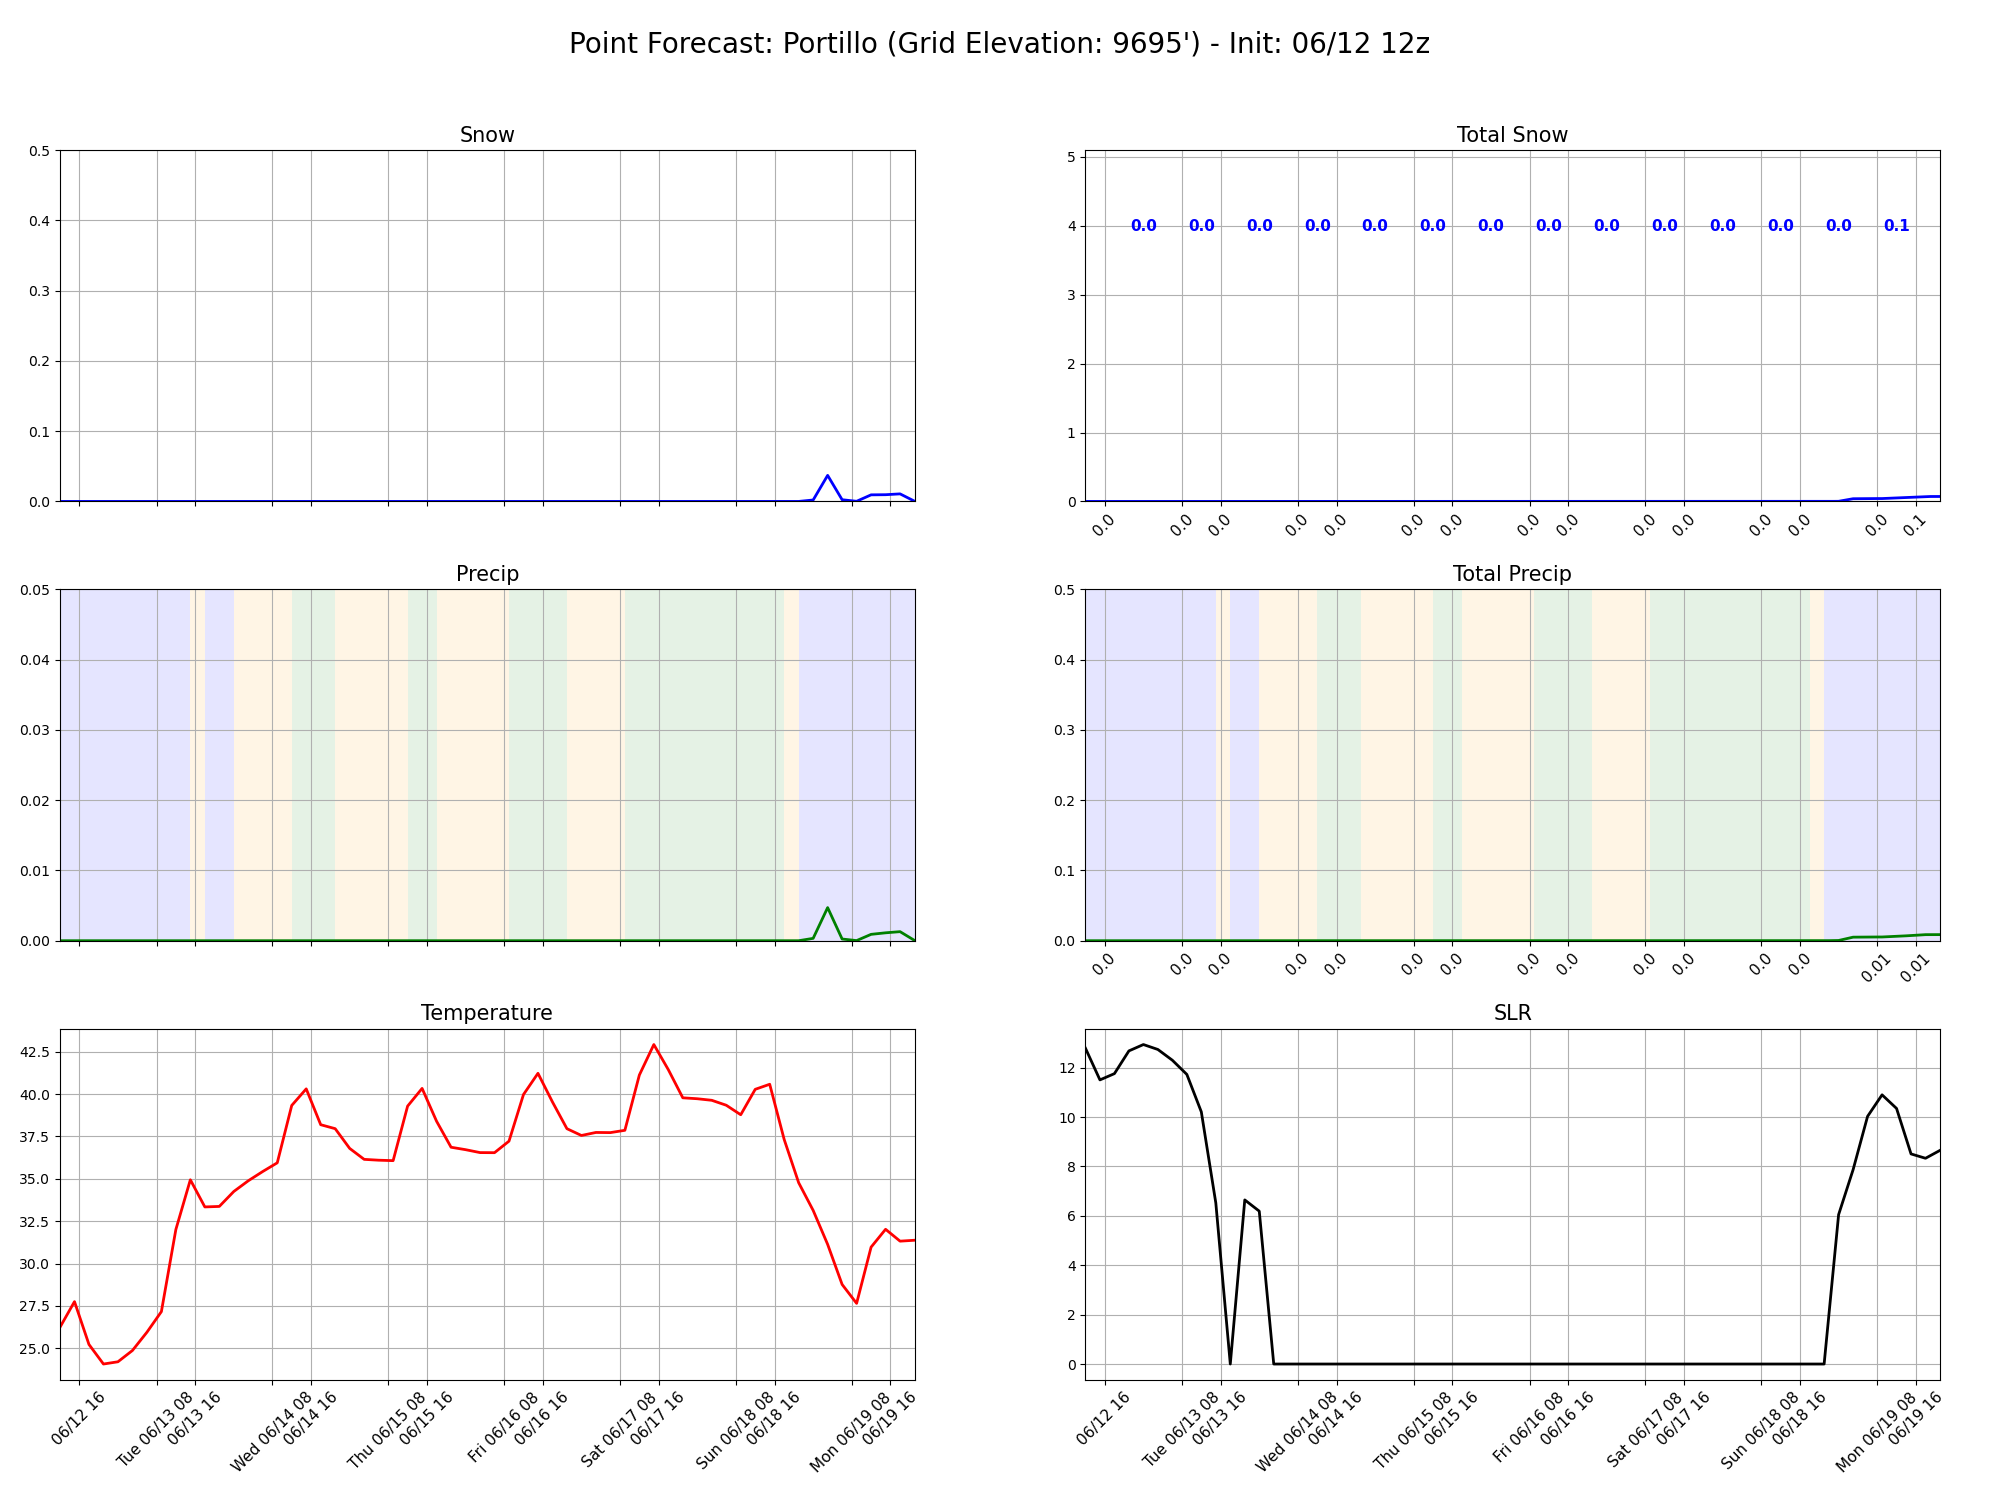 Point Forecast: Portillo (Grid Elevation: 9695') - Init: 06/12 12z
Snow
0.5
0.4
0.3
0.2
0.1
0.0
Total Snow
5
4
3
2
1
0
0.0 0.0 0.0 0.0 0.0 0.0 0.0 0.0 0.0 0.0 0.0 0.0 0.0 0.1
0.0 0.0 0.0 0.0 0.0 0.0 0.0 0.0 0.0 0.0 0.0 0.0 0.0 0.0 0.1
Precip
0.05
0.04
0.03
0.02
0.01
0.00
Total Precip
0.5
0.4
0.3
0.2
0.1
0.0
0.0 0.0 0.0 0.0 0.0 0.0 0.0 0.0 0.0 0.0 0.0 0.0 0.0 0.01 0.01
Temperature
42.5
40.0
37.5
35.0
32.5
30.0
27.5
25.0
06/12 16
Tue 06/13 08
06/13 16
Wed 06/14 08
06/14 16
Thu 06/15 08
06/15 16
Fri 06/16 08
06/16 16
Sat 06/17 08
06/17 16
Sun 06/18 08
06/18 16
Mon 06/19 08
06/19 16
SLR
12
10
8
6
4
2
0
06/12 16
Tue 06/13 08
06/13 16
Wed 06/14 08
06/14 16
Thu 06/15 08
06/15 16
Fri 06/16 08
06/16 16
Sat 06/17 08
06/17 16
Sun 06/18 08
06/18 16
Mon 06/19 08
06/19 16